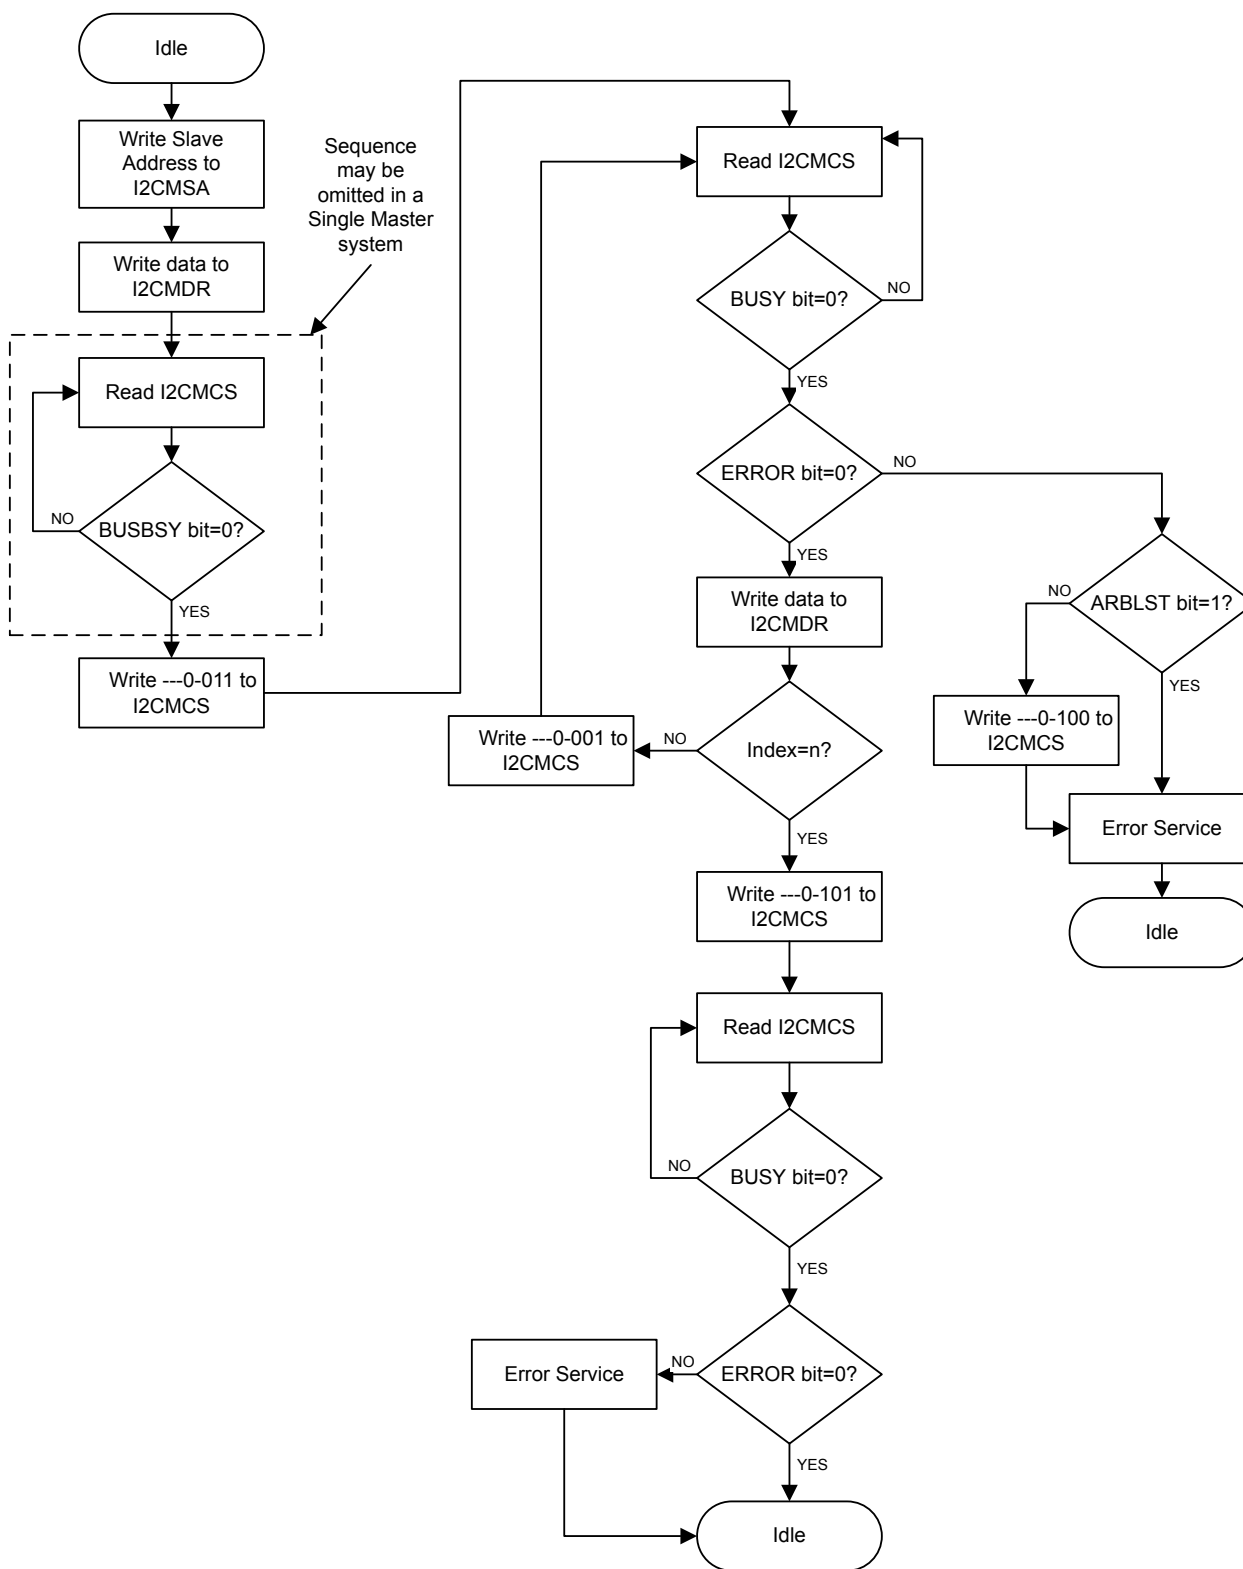 Idle
Write Slave
Address to
I2CMSA
Write data to
I2CMDR
Sequence
may be
omitted in a
Single Master
system
Read I2CMCS
BUSBSY bit=0?
NO
YES
Write ---0-011 to
I2CMCS
Read I2CMCS
BUSY bit=0?
NO
YES
ERROR bit=0?
NO
YES
Write data to
I2CMDR
Index=n?
NO
Write ---0-001 to
I2CMCS
YES
ARBLST bit=1?
NO
YES
Write ---0-100 to
I2CMCS
Error Service
Idle
Write ---0-101 to
I2CMCS
Read I2CMCS
BUSY bit=0?
NO
YES
ERROR bit=0?
NO
Error Service
YES
Idle